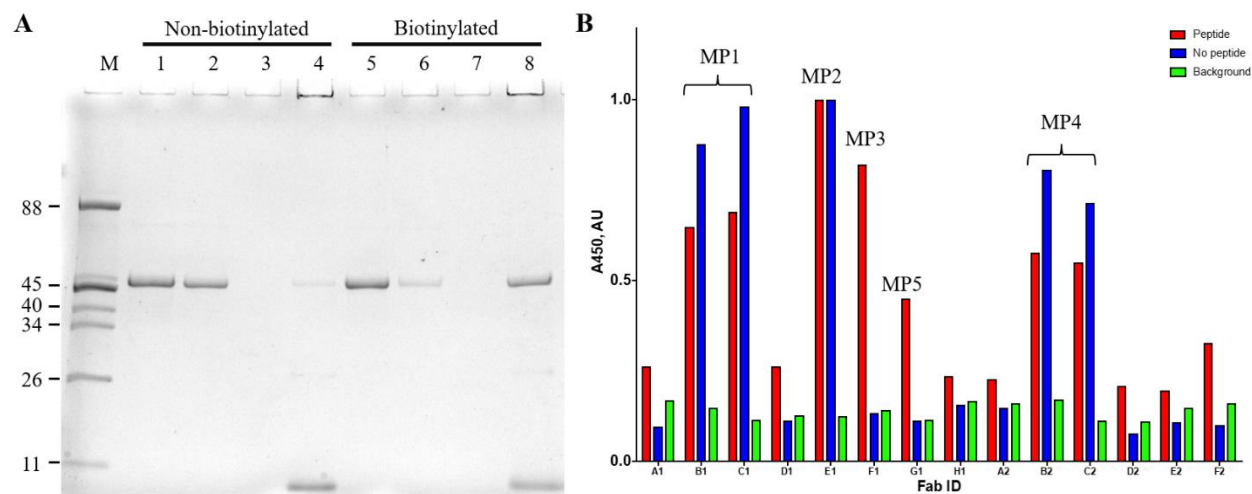 A
Non-biotinylated
Biotinylated
M 1 2 3 4 5 6 7 8
88
45
40
34
26
11
B
Peptide
No peptide
Background
MP1
MP2
MP3
MP5
MP4
1.0
0.5
0.0
A450, AU
A1 B1 C1 D1 E1 F1 G1 H1 A2 B2 C2 D2 E2 F2
Fab ID